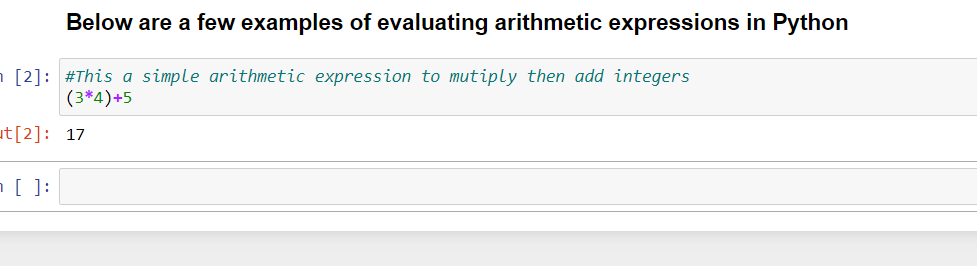 Below are a few examples of evaluating arithmetic expressions in Python
[2]: #This a simple arithmetic expression to mutiply then add integers
(3*4)+5
ut[2]: 17
[ ]: